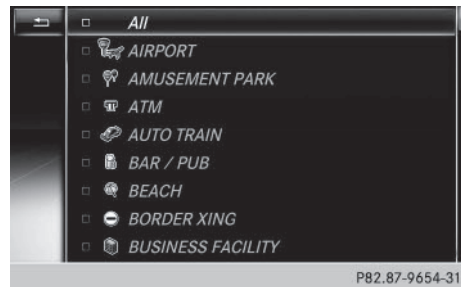 All
AIRPORT
AMUSEMENT PARK
ATM
AUTO TRAIN
BAR / PUB
BEACH
BORDER XING
BUSINESS FACILITY
P82.87-9654-31